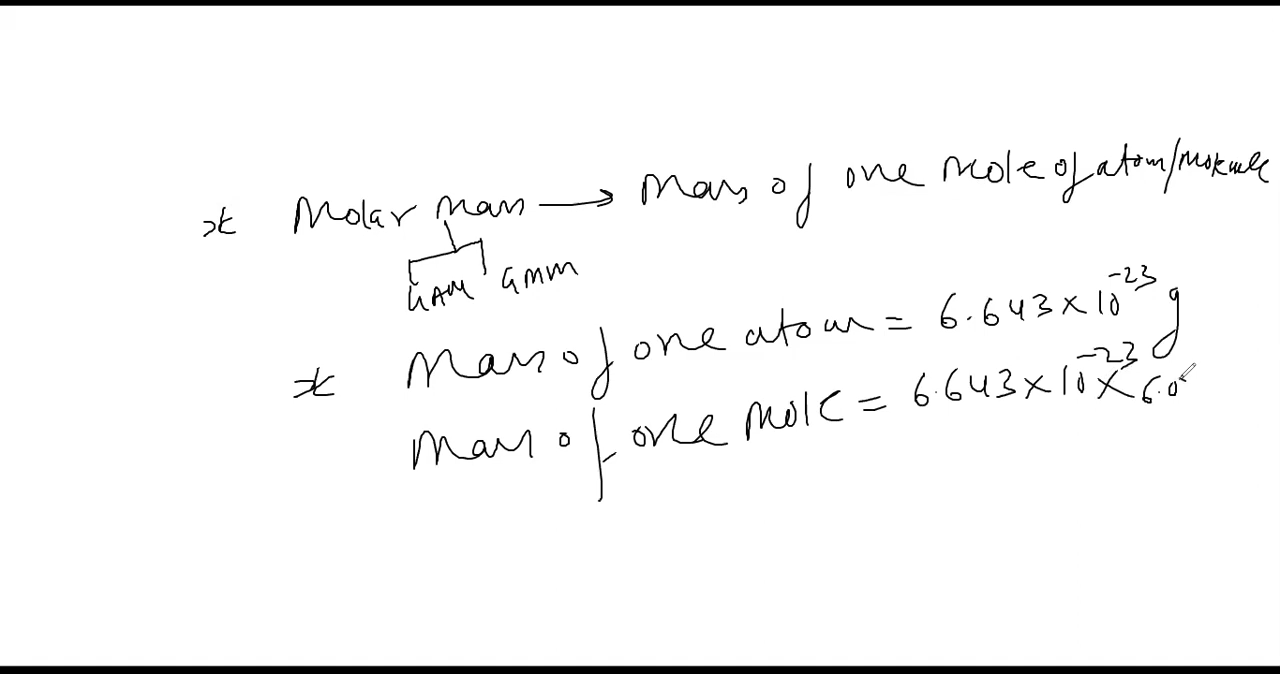 * Molar mass → Mass of one mole of atom/molecule
GAM GMM
* Mass of one atom = 6.643 × 10⁻²³ g
Mass of one mole = 6.643 × 10⁻²³ × 6.0